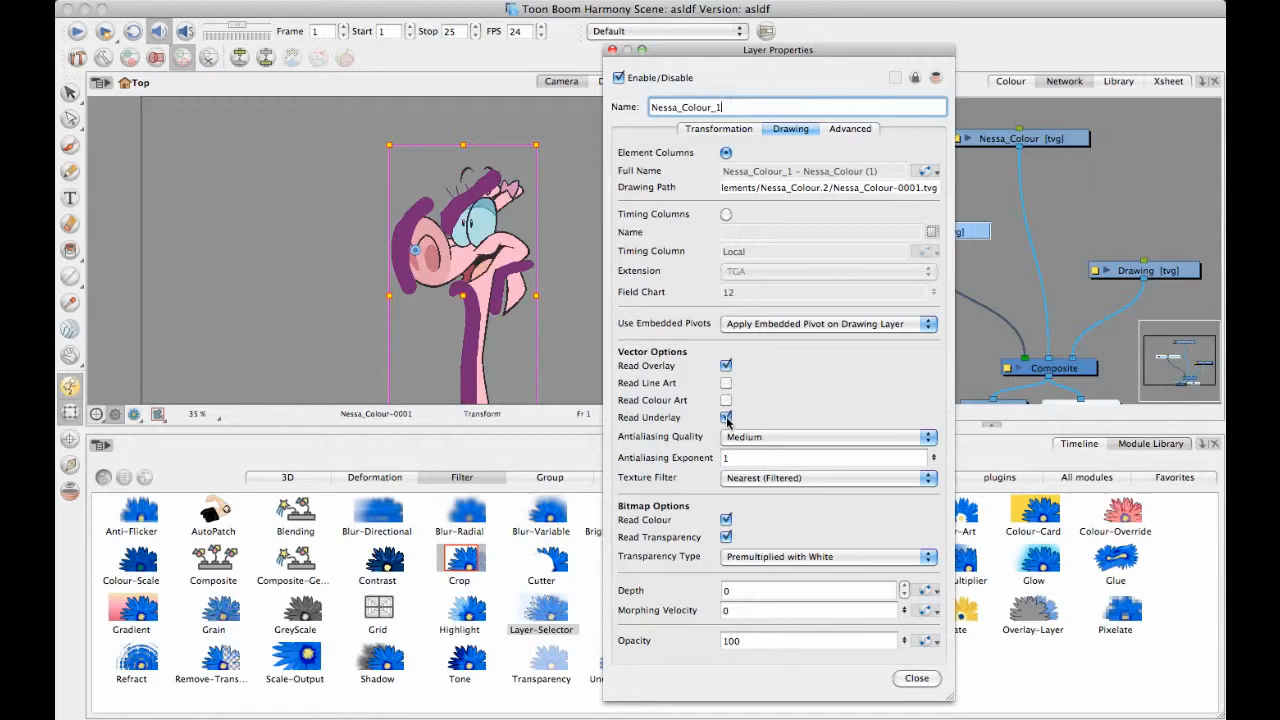 Toon Boom Harmony Scene: asldf Version: asldf
Frame 1 Start 1 Stop 25 FPS 24 Default
Layer Properties
Top Camera Colour Network Library Xsheet
Enable/Disable
Name: Nessa_Colour_1
Transformation Drawing Advanced
Element Columns
Full Name Nessa_Colour_1 - Nessa_Colour (1)
Drawing Path lements/Nessa_Colour.2/Nessa_Colour-0001.tvg
Timing Columns
Name
Timing Column Local
Extension TGA
Field Chart 12
Use Embedded Pivots Apply Embedded Pivot on Drawing Layer
Vector Options
Read Overlay
Read Line Art
Read Colour Art
Read Underlay
Antialiasing Quality Medium
Antialiasing Exponent 1
Texture Filter Nearest (Filtered)
Bitmap Options
Read Colour
Read Transparency
Transparency Type Premultiplied with White
Depth 0
Morphing Velocity 0
Opacity 100
Close
Nessa_Colour [tvg]
g]
Drawing [tvg]
Composite
35 % Nessa_Colour-0001 Transform Fr 1
Timeline Module Library
3D Deformation Filter Group plugins All modules Favorites
Anti-Flicker AutoPatch Blending Blur-Directional Blur-Radial Blur-Variable Brig -Art Colour-Card Colour-Override
Colour-Scale Composite Composite-Ge... Contrast Crop Cutter ultiplier Glow Glue
Gradient Grain GreyScale Grid Highlight Layer-Selector ate Overlay-Layer Pixelate
Refract Remove-Trans... Scale-Output Shadow Tone Transparency Un